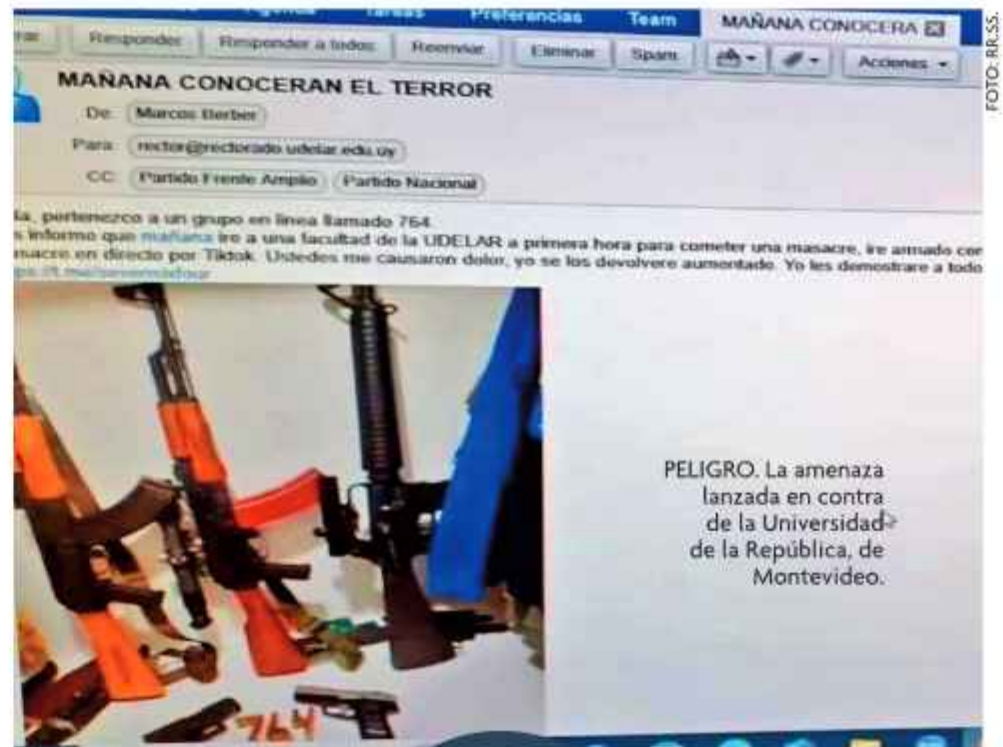 Tareas Preferencias Team MAÑANA CONOCERA
Responder Responder a todos Reenviar Eliminar Spam Acciones
MAÑANA CONOCERAN EL TERROR
De: Marcos Berber
Para: rector@rectorado.udelar.edu.uy
CC: Partido Frente Amplio Partido Nacional
la, pertenezco a un grupo en linea llamado 764.
s informo que mañana ire a una facultad de la UDELAR a primera hora para cometer una masacre, ire armado con
masacre en directo por Tiktok. Ustedes me causaron dolor, yo se los devolvere aumentado. Yo les demostrare a todo
764
PELIGRO. La amenaza
lanzada en contra
de la Universidad
de la República, de
Montevideo.
FOTO: RR.SS.